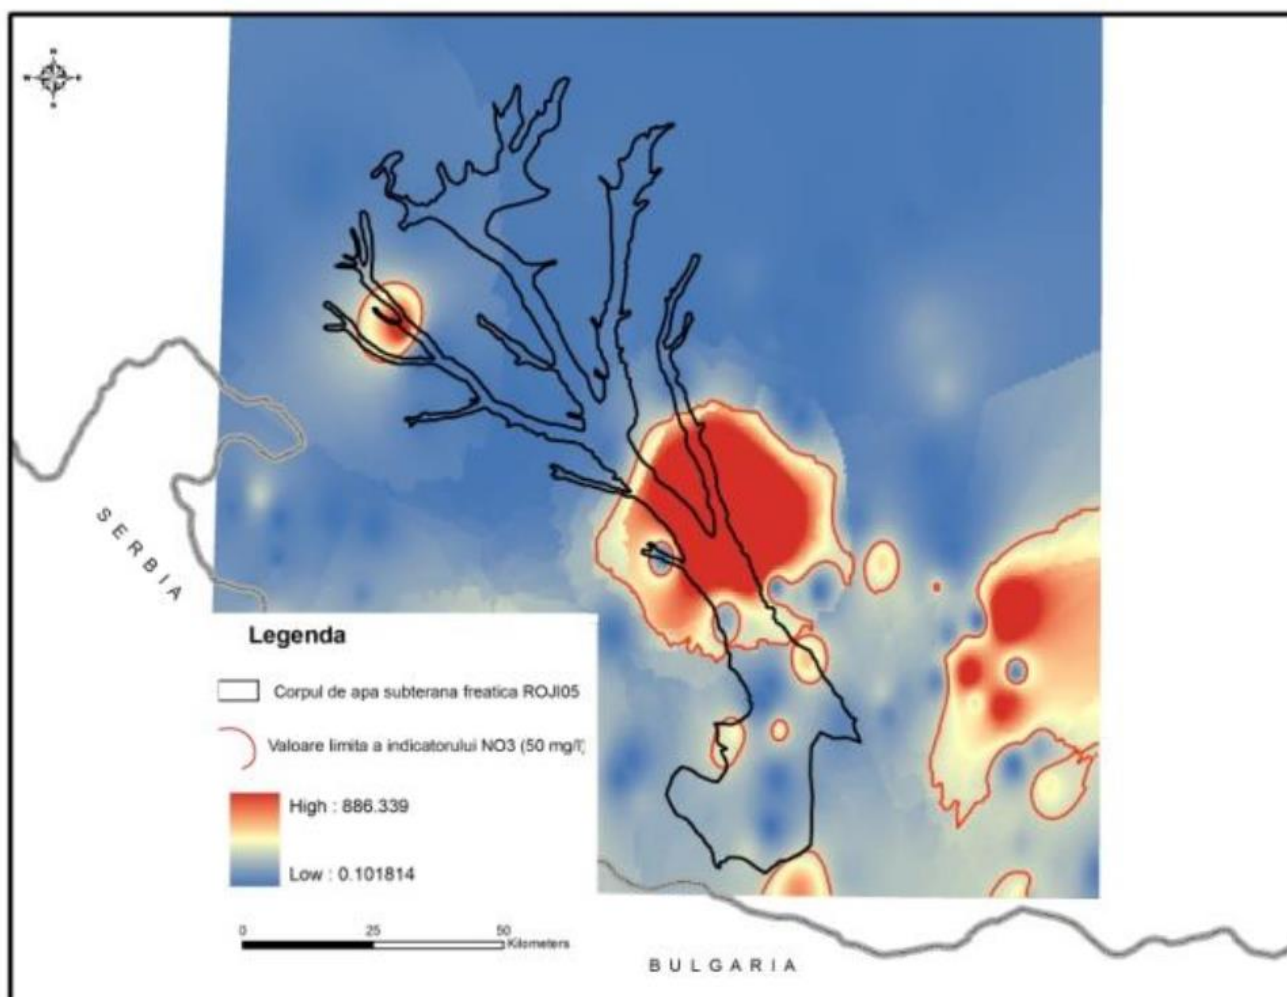 N
W E
S
SERBIA
Legenda
Corpul de apa subterana freatica ROJI05
Valoare limita a indicatorului NO3 (50 mg/l)
High : 886.339
Low : 0.101814
0 25 50
Kilometers
BULGARIA